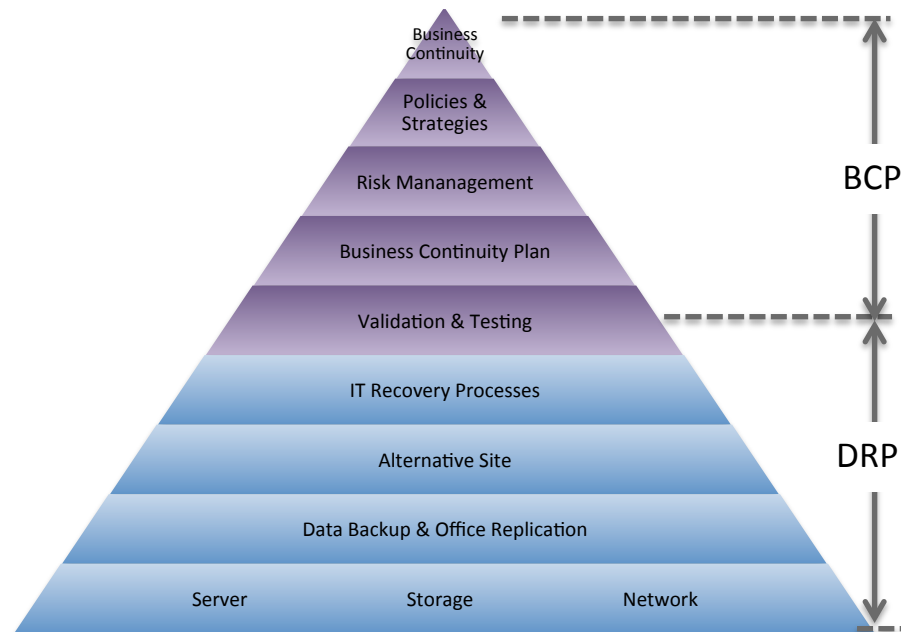 Business
Continuity
Policies &
Strategies
Risk Mananagement
Business Continuity Plan
Validation & Testing
IT Recovery Processes
Alternative Site
Data Backup & Office Replication
Server Storage Network
BCP
DRP